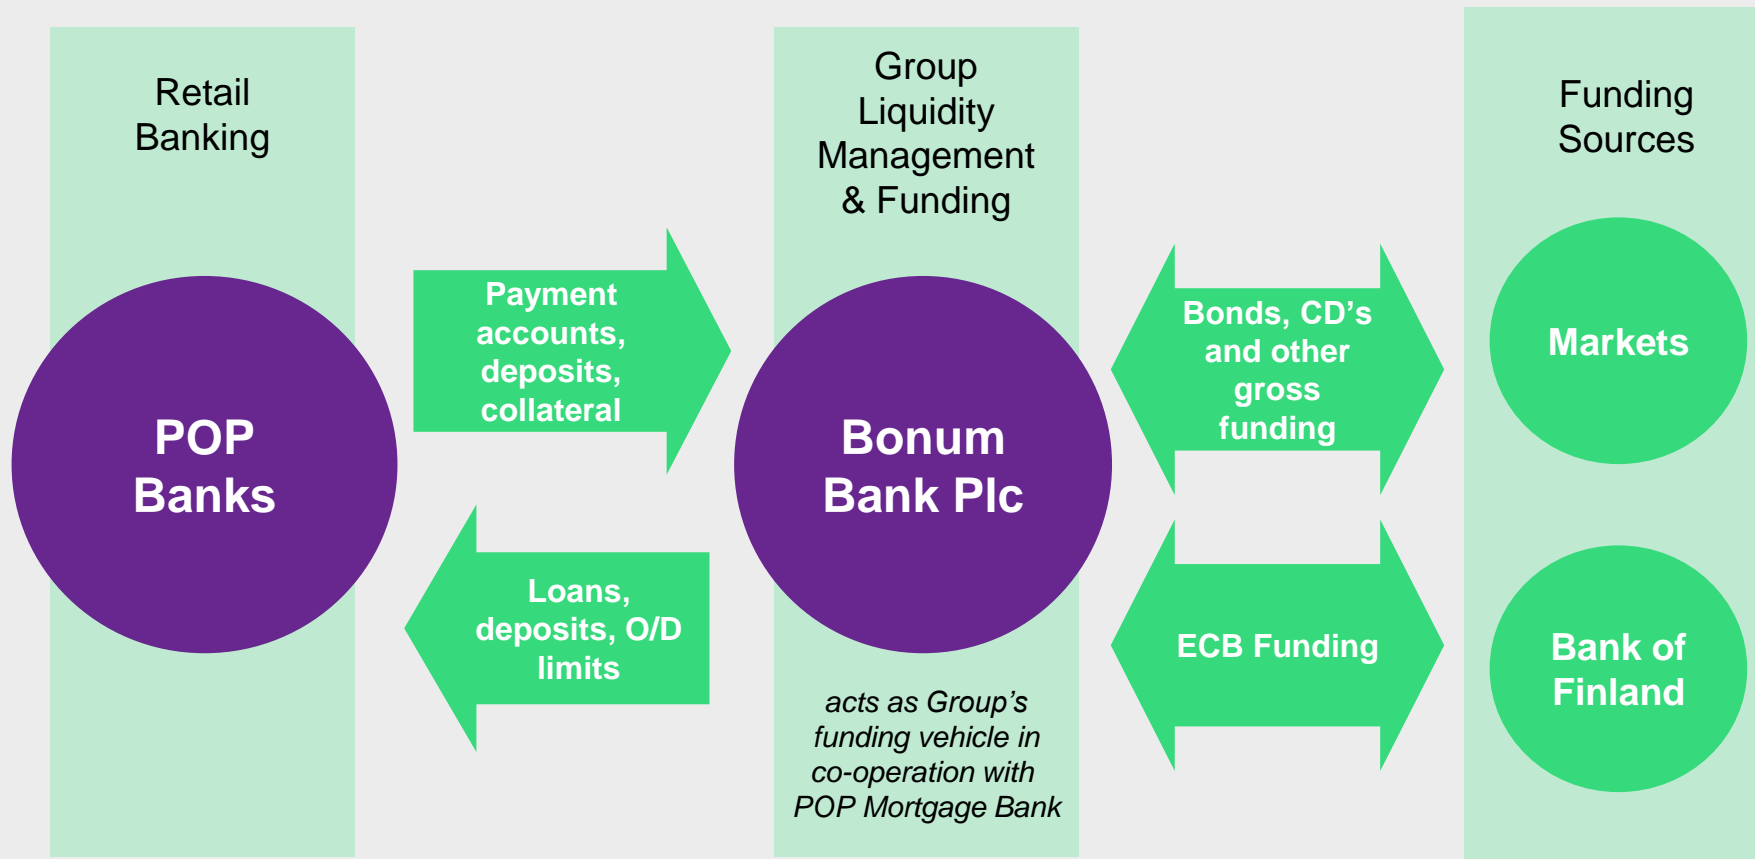 Retail
Banking
POP
Banks
Payment
accounts,
deposits,
collateral
Loans,
deposits, O/D
limits
Group
Liquidity
Management
& Funding
Bonum
Bank Plc
acts as Group’s
funding vehicle in
co-operation with
POP Mortgage Bank
Bonds, CD’s
and other
gross
funding
ECB Funding
Funding
Sources
Markets
Bank of
Finland